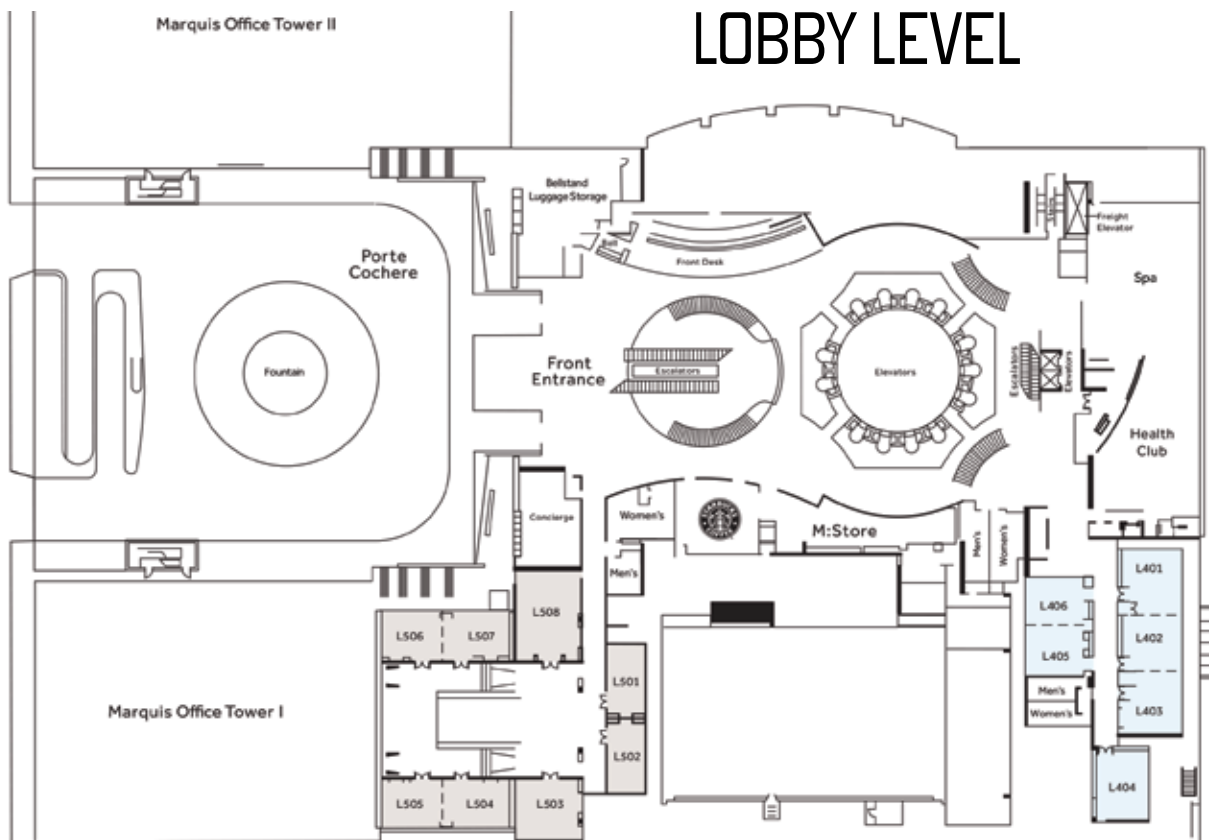 Marquis Office Tower II
LOBBY LEVEL
Bellstand
Luggage Storage
Stairs
Freight
Elevator
Porte
Cochere
Bell
Front Desk
Spa
Fountain
Front
Entrance
Escalators
Elevators
Escalators
Elevators
Health
Club
Concierge
Women's
M:Store
Men's
Women's
Men's
L401
L406
L402
L405
L403
L404
Men's
Women's
L508
L506
L507
L501
L502
Marquis Office Tower I
L505
L504
L503